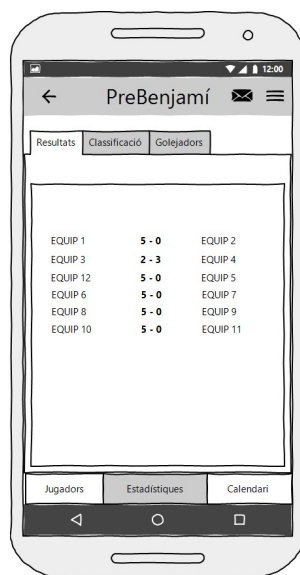 12:00
PreBenjamí
Resultats Classificació Golejadors
EQUIP 1 5 - 0 EQUIP 2
EQUIP 3 2 - 3 EQUIP 4
EQUIP 12 5 - 0 EQUIP 5
EQUIP 6 5 - 0 EQUIP 7
EQUIP 8 5 - 0 EQUIP 9
EQUIP 10 5 - 0 EQUIP 11
Jugadors Estadístiques Calendari